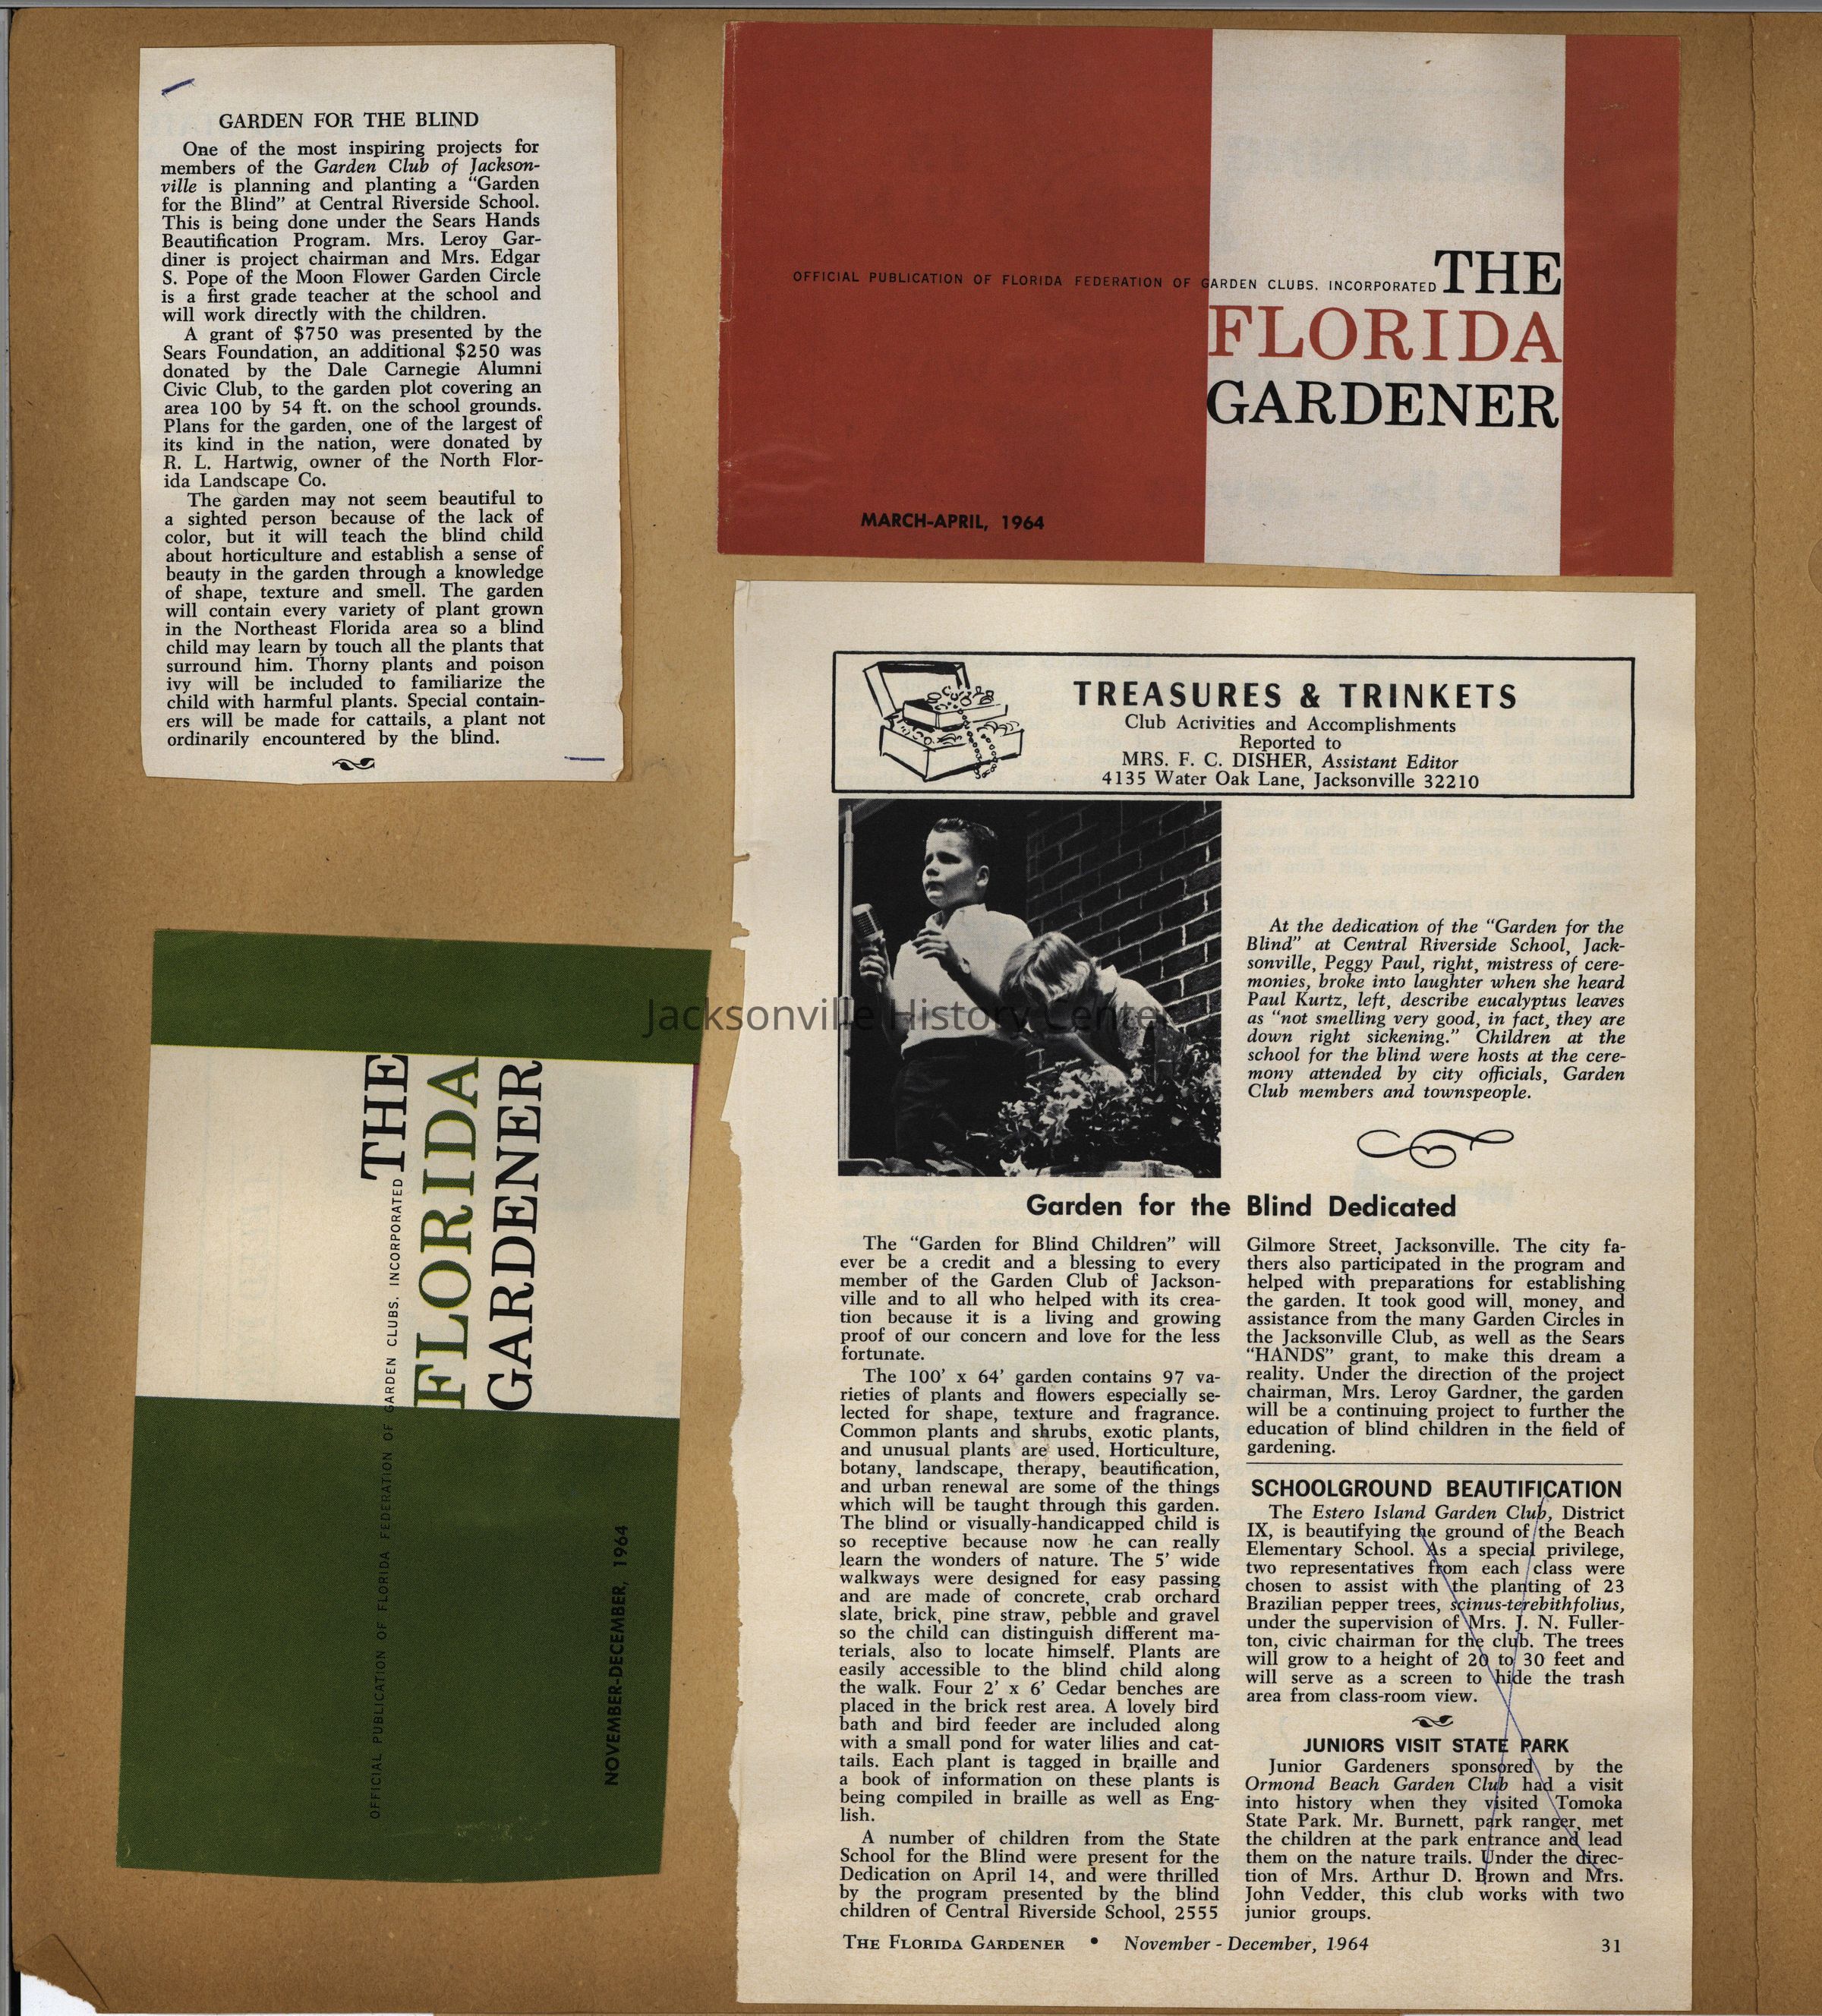 GARDEN FOR THE BLIND
One of the most inspiring projects for
members of the Garden Club of Jackson-
ville is planning and planting a “Garden
for the Blind” at Central Riverside School.
This is being done under the Sears Hands
Beautification Program. Mrs. Leroy Gar-
diner is project chairman and Mrs. Edgar
S. Pope of the Moon Flower Garden Circle
is a first grade teacher at the school and
will work directly with the children.
A grant of $750 was presented by the
Sears Foundation, an additional $250 was
donated by the Dale Carnegie Alumni
Civic Club, to the garden plot covering an
area 100 by 54 ft. on the school grounds.
Plans for the garden, one of the largest of
its kind in the nation, were donated by
R. L. Hartwig, owner of the North Flor-
ida Landscape Co.
The garden may not seem beautiful to
a sighted person because of the lack of
color, but it will teach the blind child
about horticulture and establish a sense of
beauty in the garden through a knowledge
of shape, texture and smell. The garden
will contain every variety of plant grown
in the Northeast Florida area so a blind
child may learn by touch all the plants that
surround him. Thorny plants and poison
ivy will be included to familiarize the
child with harmful plants. Special contain-
ers will be made for cattails, a plant not
ordinarily encountered by the blind.
OFFICIAL PUBLICATION OF FLORIDA FEDERATION OF GARDEN CLUBS, INCORPORATED THE
FLORIDA
GARDENER
MARCH-APRIL, 1964
OFFICIAL PUBLICATION OF FLORIDA FEDERATION OF GARDEN CLUBS, INCORPORATED THE
FLORIDA
GARDENER
NOVEMBER-DECEMBER, 1964
TREASURES & TRINKETS
Club Activities and Accomplishments
Reported to
MRS. F. C. DISHER, Assistant Editor
4135 Water Oak Lane, Jacksonville 32210
At the dedication of the “Garden for the
Blind” at Central Riverside School, Jack-
sonville, Peggy Paul, right, mistress of cere-
monies, broke into laughter when she heard
Paul Kurtz, left, describe eucalyptus leaves
as “not smelling very good, in fact, they are
down right sickening.” Children at the
school for the blind were hosts at the cere-
mony attended by city officials, Garden
Club members and townspeople.
Jacksonville History Center
Garden for the Blind Dedicated
The “Garden for Blind Children” will
ever be a credit and a blessing to every
member of the Garden Club of Jackson-
ville and to all who helped with its crea-
tion because it is a living and growing
proof of our concern and love for the less
fortunate.
The 100' x 64' garden contains 97 va-
rieties of plants and flowers especially se-
lected for shape, texture and fragrance.
Common plants and shrubs, exotic plants,
and unusual plants are used. Horticulture,
botany, landscape, therapy, beautification,
and urban renewal are some of the things
which will be taught through this garden.
The blind or visually-handicapped child is
so receptive because now he can really
learn the wonders of nature. The 5' wide
walkways were designed for easy passing
and are made of concrete, crab orchard
slate, brick, pine straw, pebble and gravel
so the child can distinguish different ma-
terials, also to locate himself. Plants are
easily accessible to the blind child along
the walk. Four 2' x 6' Cedar benches are
placed in the brick rest area. A lovely bird
bath and bird feeder are included along
with a small pond for water lilies and cat-
tails. Each plant is tagged in braille and
a book of information on these plants is
being compiled in braille as well as Eng-
lish.
A number of children from the State
School for the Blind were present for the
Dedication on April 14, and were thrilled
by the program presented by the blind
children of Central Riverside School, 2555
Gilmore Street, Jacksonville. The city fa-
thers also participated in the program and
helped with preparations for establishing
the garden. It took good will, money, and
assistance from the many Garden Circles in
the Jacksonville Club, as well as the Sears
“HANDS” grant, to make this dream a
reality. Under the direction of the project
chairman, Mrs. Leroy Gardner, the garden
will be a continuing project to further the
education of blind children in the field of
gardening.
SCHOOLGROUND BEAUTIFICATION
The Estero Island Garden Club, District
IX, is beautifying the ground of the Beach
Elementary School. As a special privilege,
two representatives from each class were
chosen to assist with the planting of 23
Brazilian pepper trees, scinus-terebithfolius,
under the supervision of Mrs. J. N. Fuller-
ton, civic chairman for the club. The trees
will grow to a height of 20 to 30 feet and
will serve as a screen to hide the trash
area from class-room view.
JUNIORS VISIT STATE PARK
Junior Gardeners sponsored by the
Ormond Beach Garden Club had a visit
into history when they visited Tomoka
State Park. Mr. Burnett, park ranger, met
the children at the park entrance and lead
them on the nature trails. Under the direc-
tion of Mrs. Arthur D. Brown and Mrs.
John Vedder, this club works with two
junior groups.
THE FLORIDA GARDENER • November - December, 1964 31